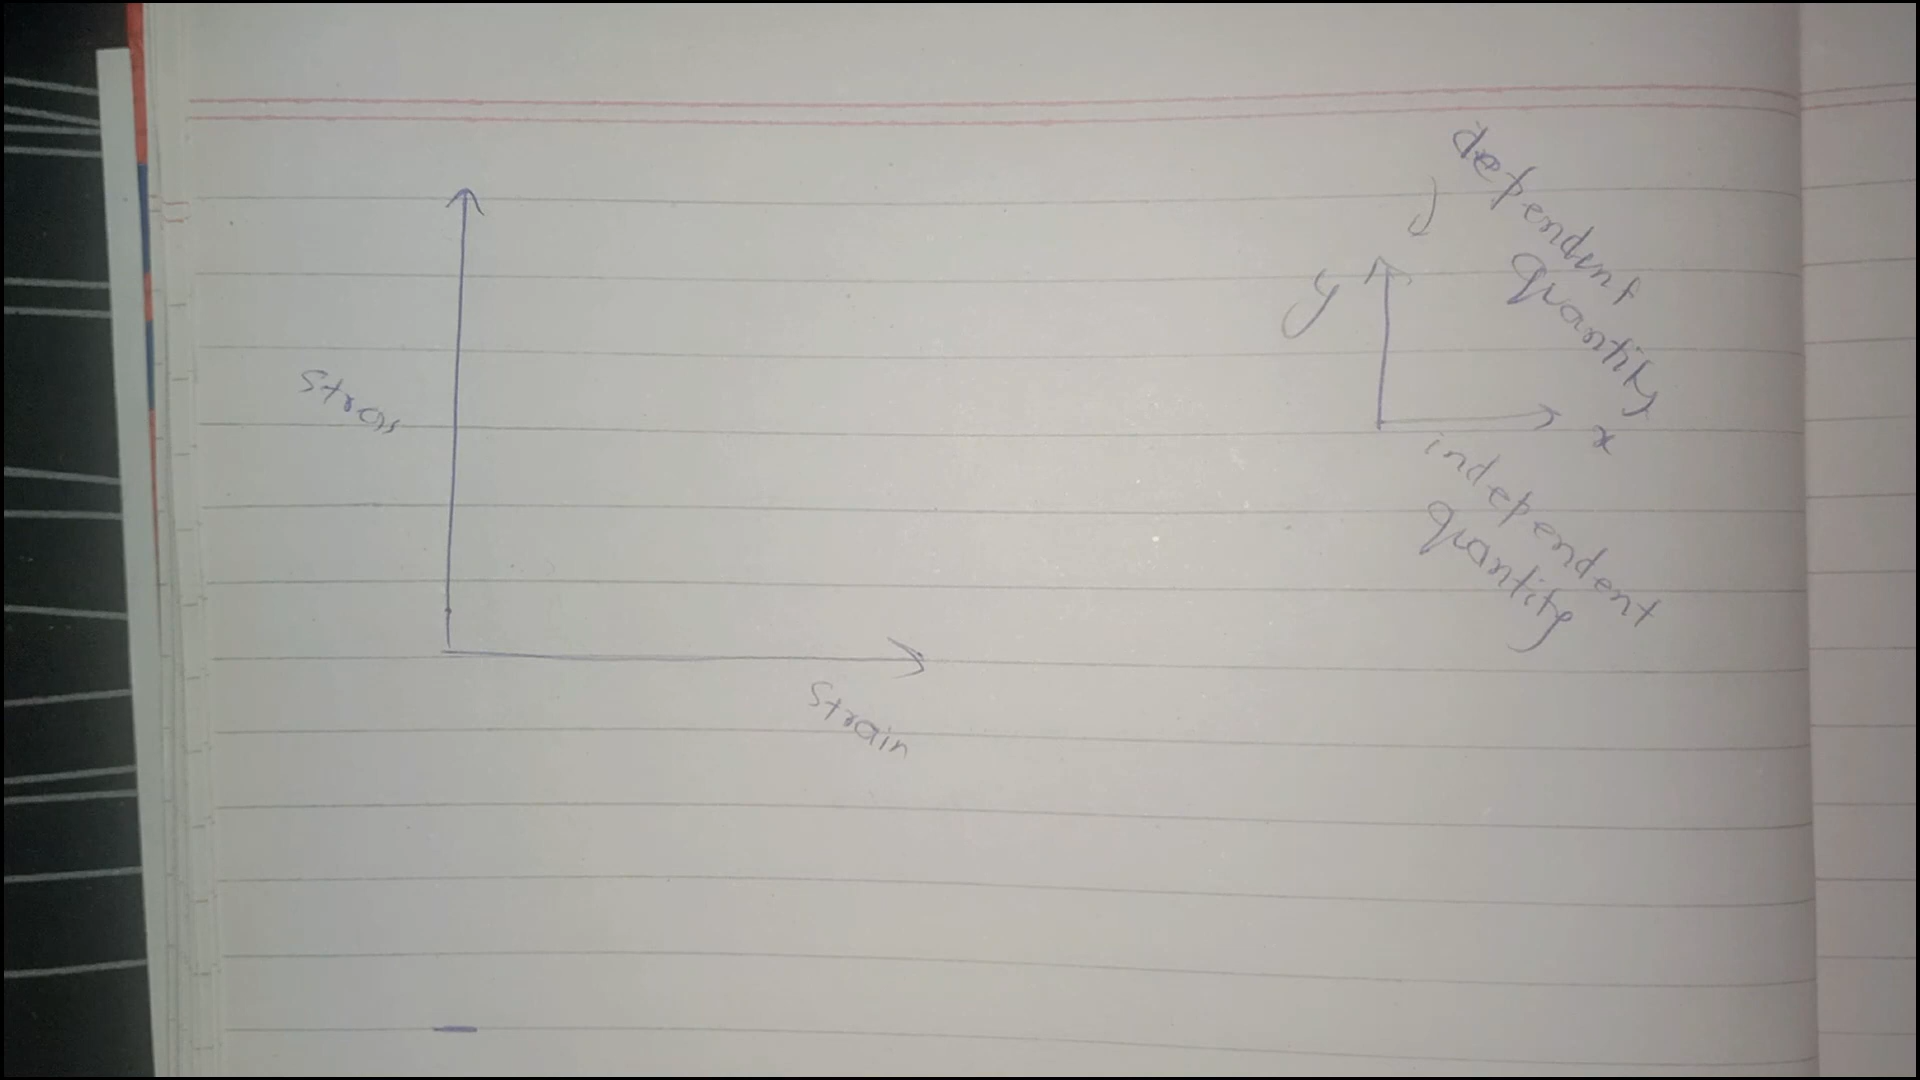 dependent
quantity
y
Stress
x
independent
quantity
Strain